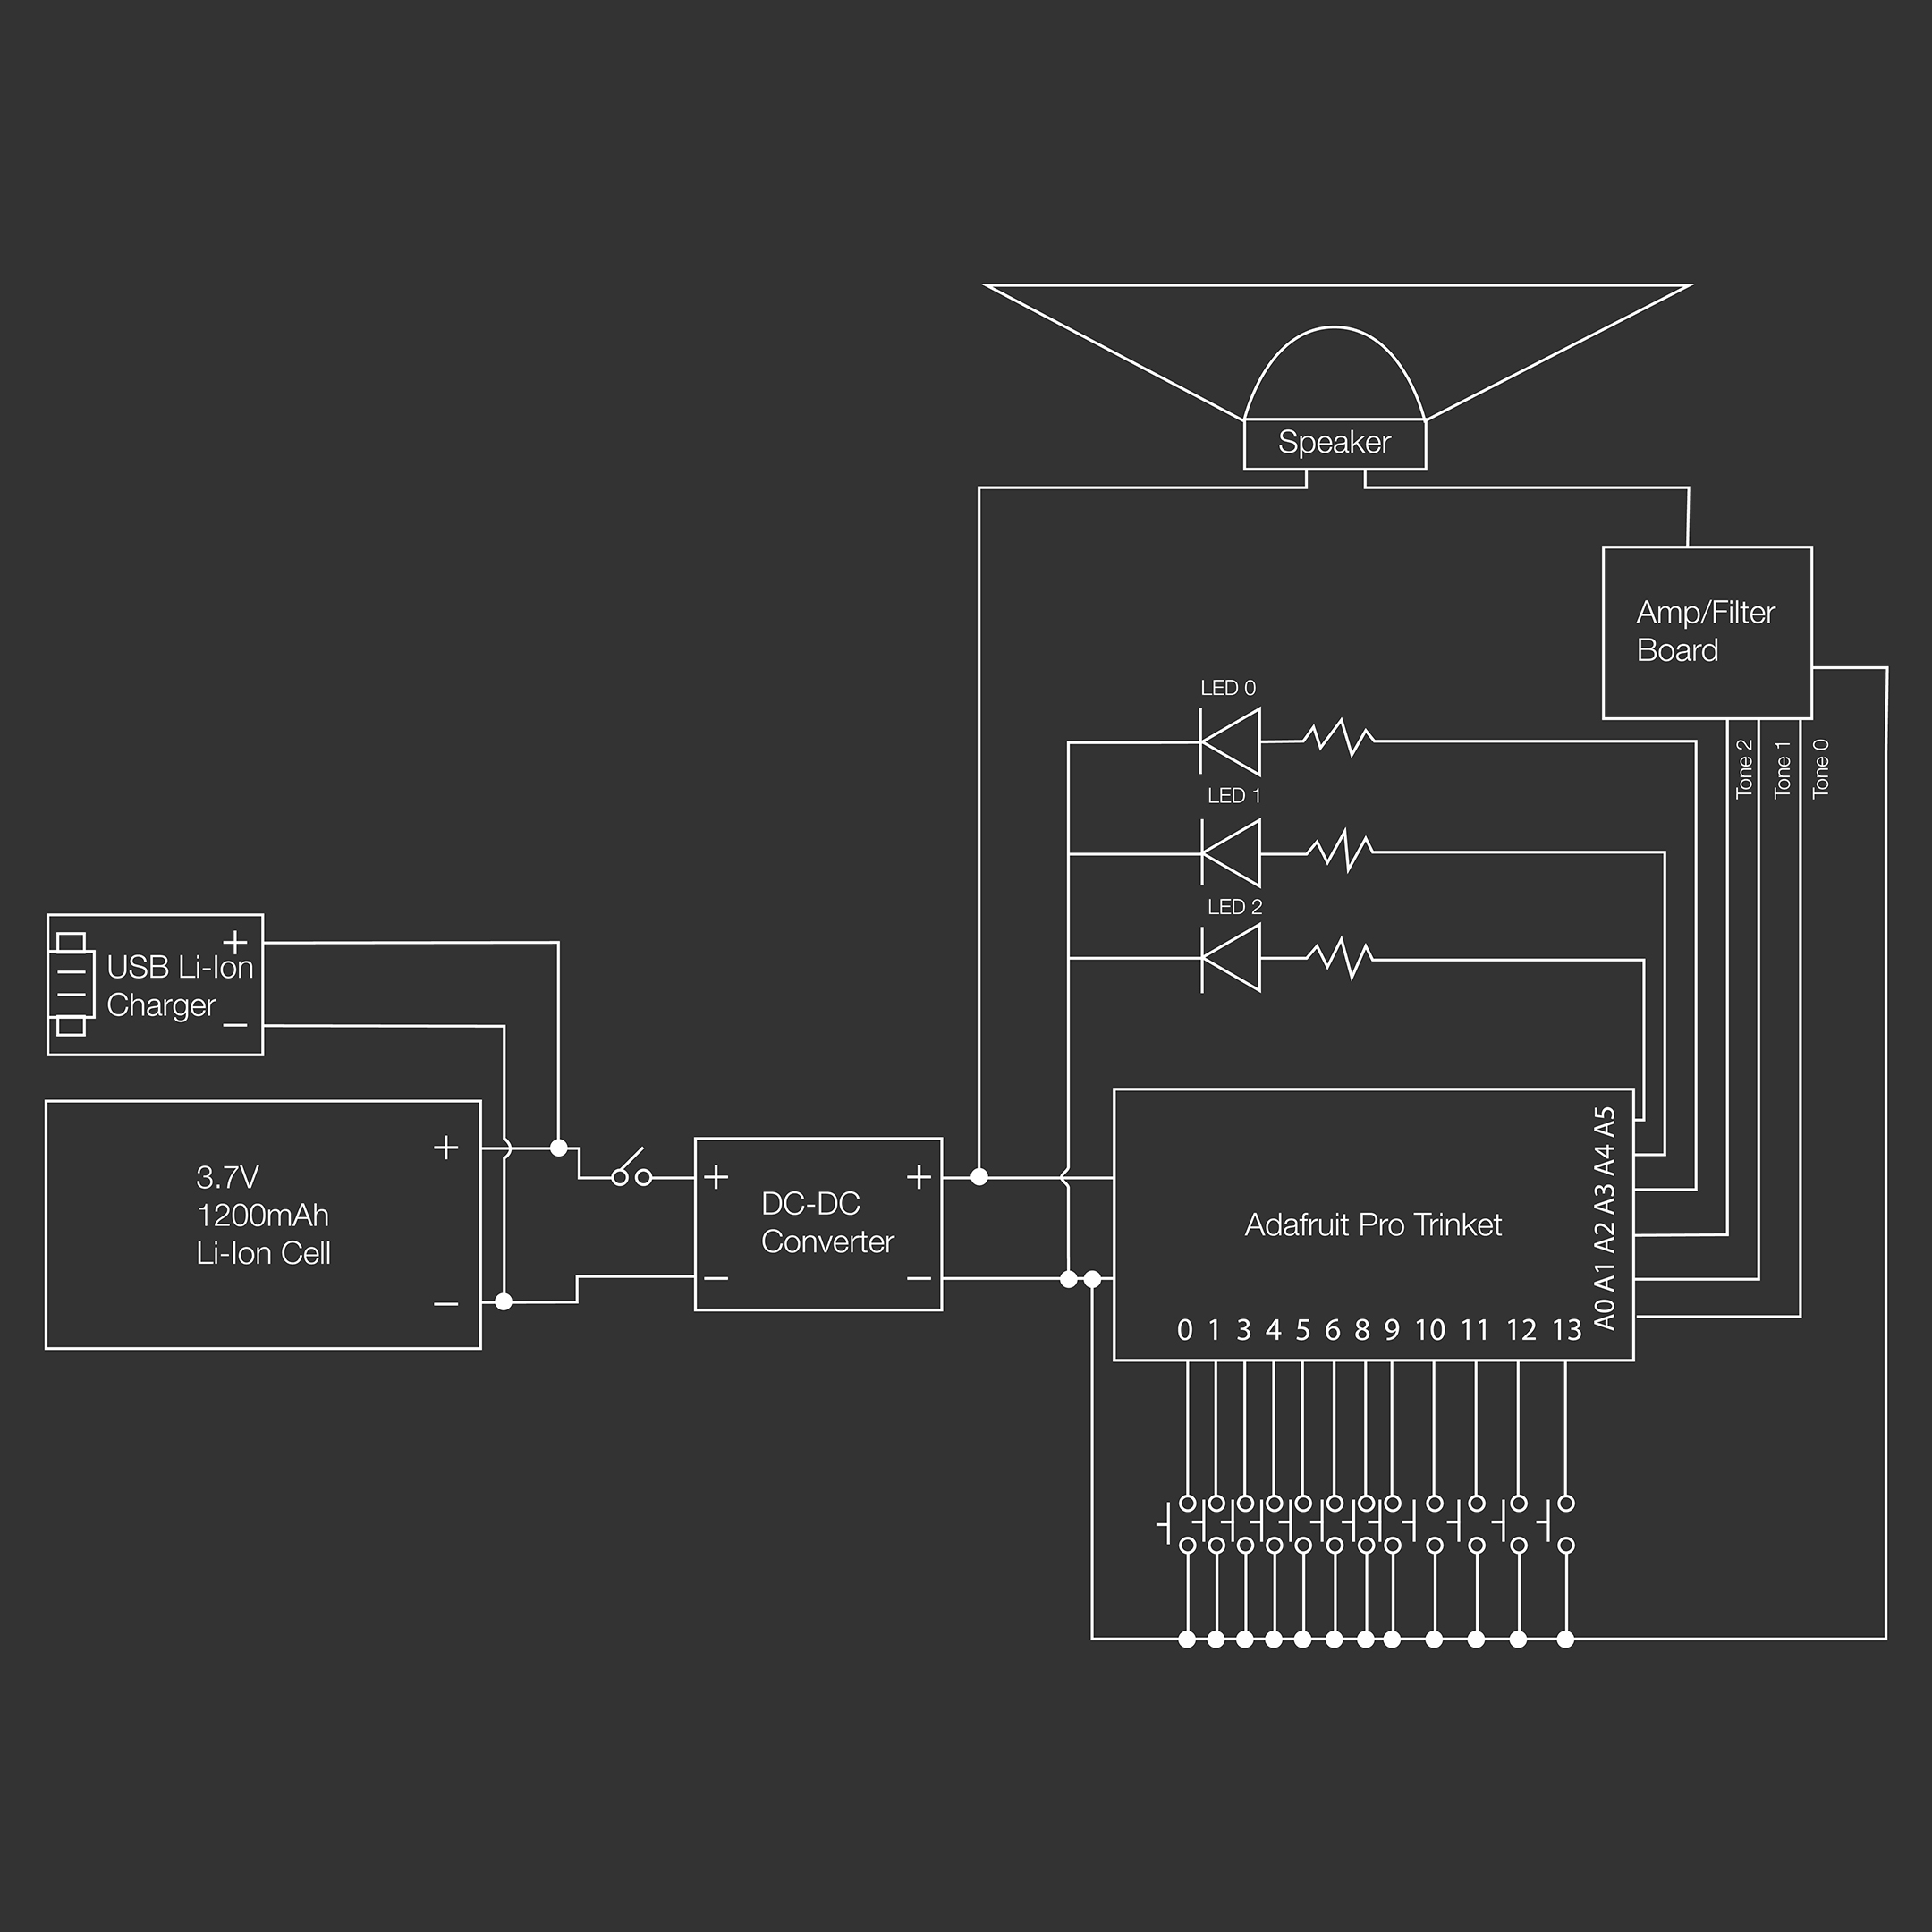 Speaker
Amp/Filter
Board
LED 0
Tone 2
Tone 1
Tone 0
LED 1
LED 2
+
USB Li-Ion
Charger
−
+
3.7V
1200mAh
Li-Ion Cell
−
+ +
DC-DC
Converter
− −
Adafruit Pro Trinket
A0 A1 A2 A3 A4 A5
0 1 3 4 5 6 8 9 10 11 12 13